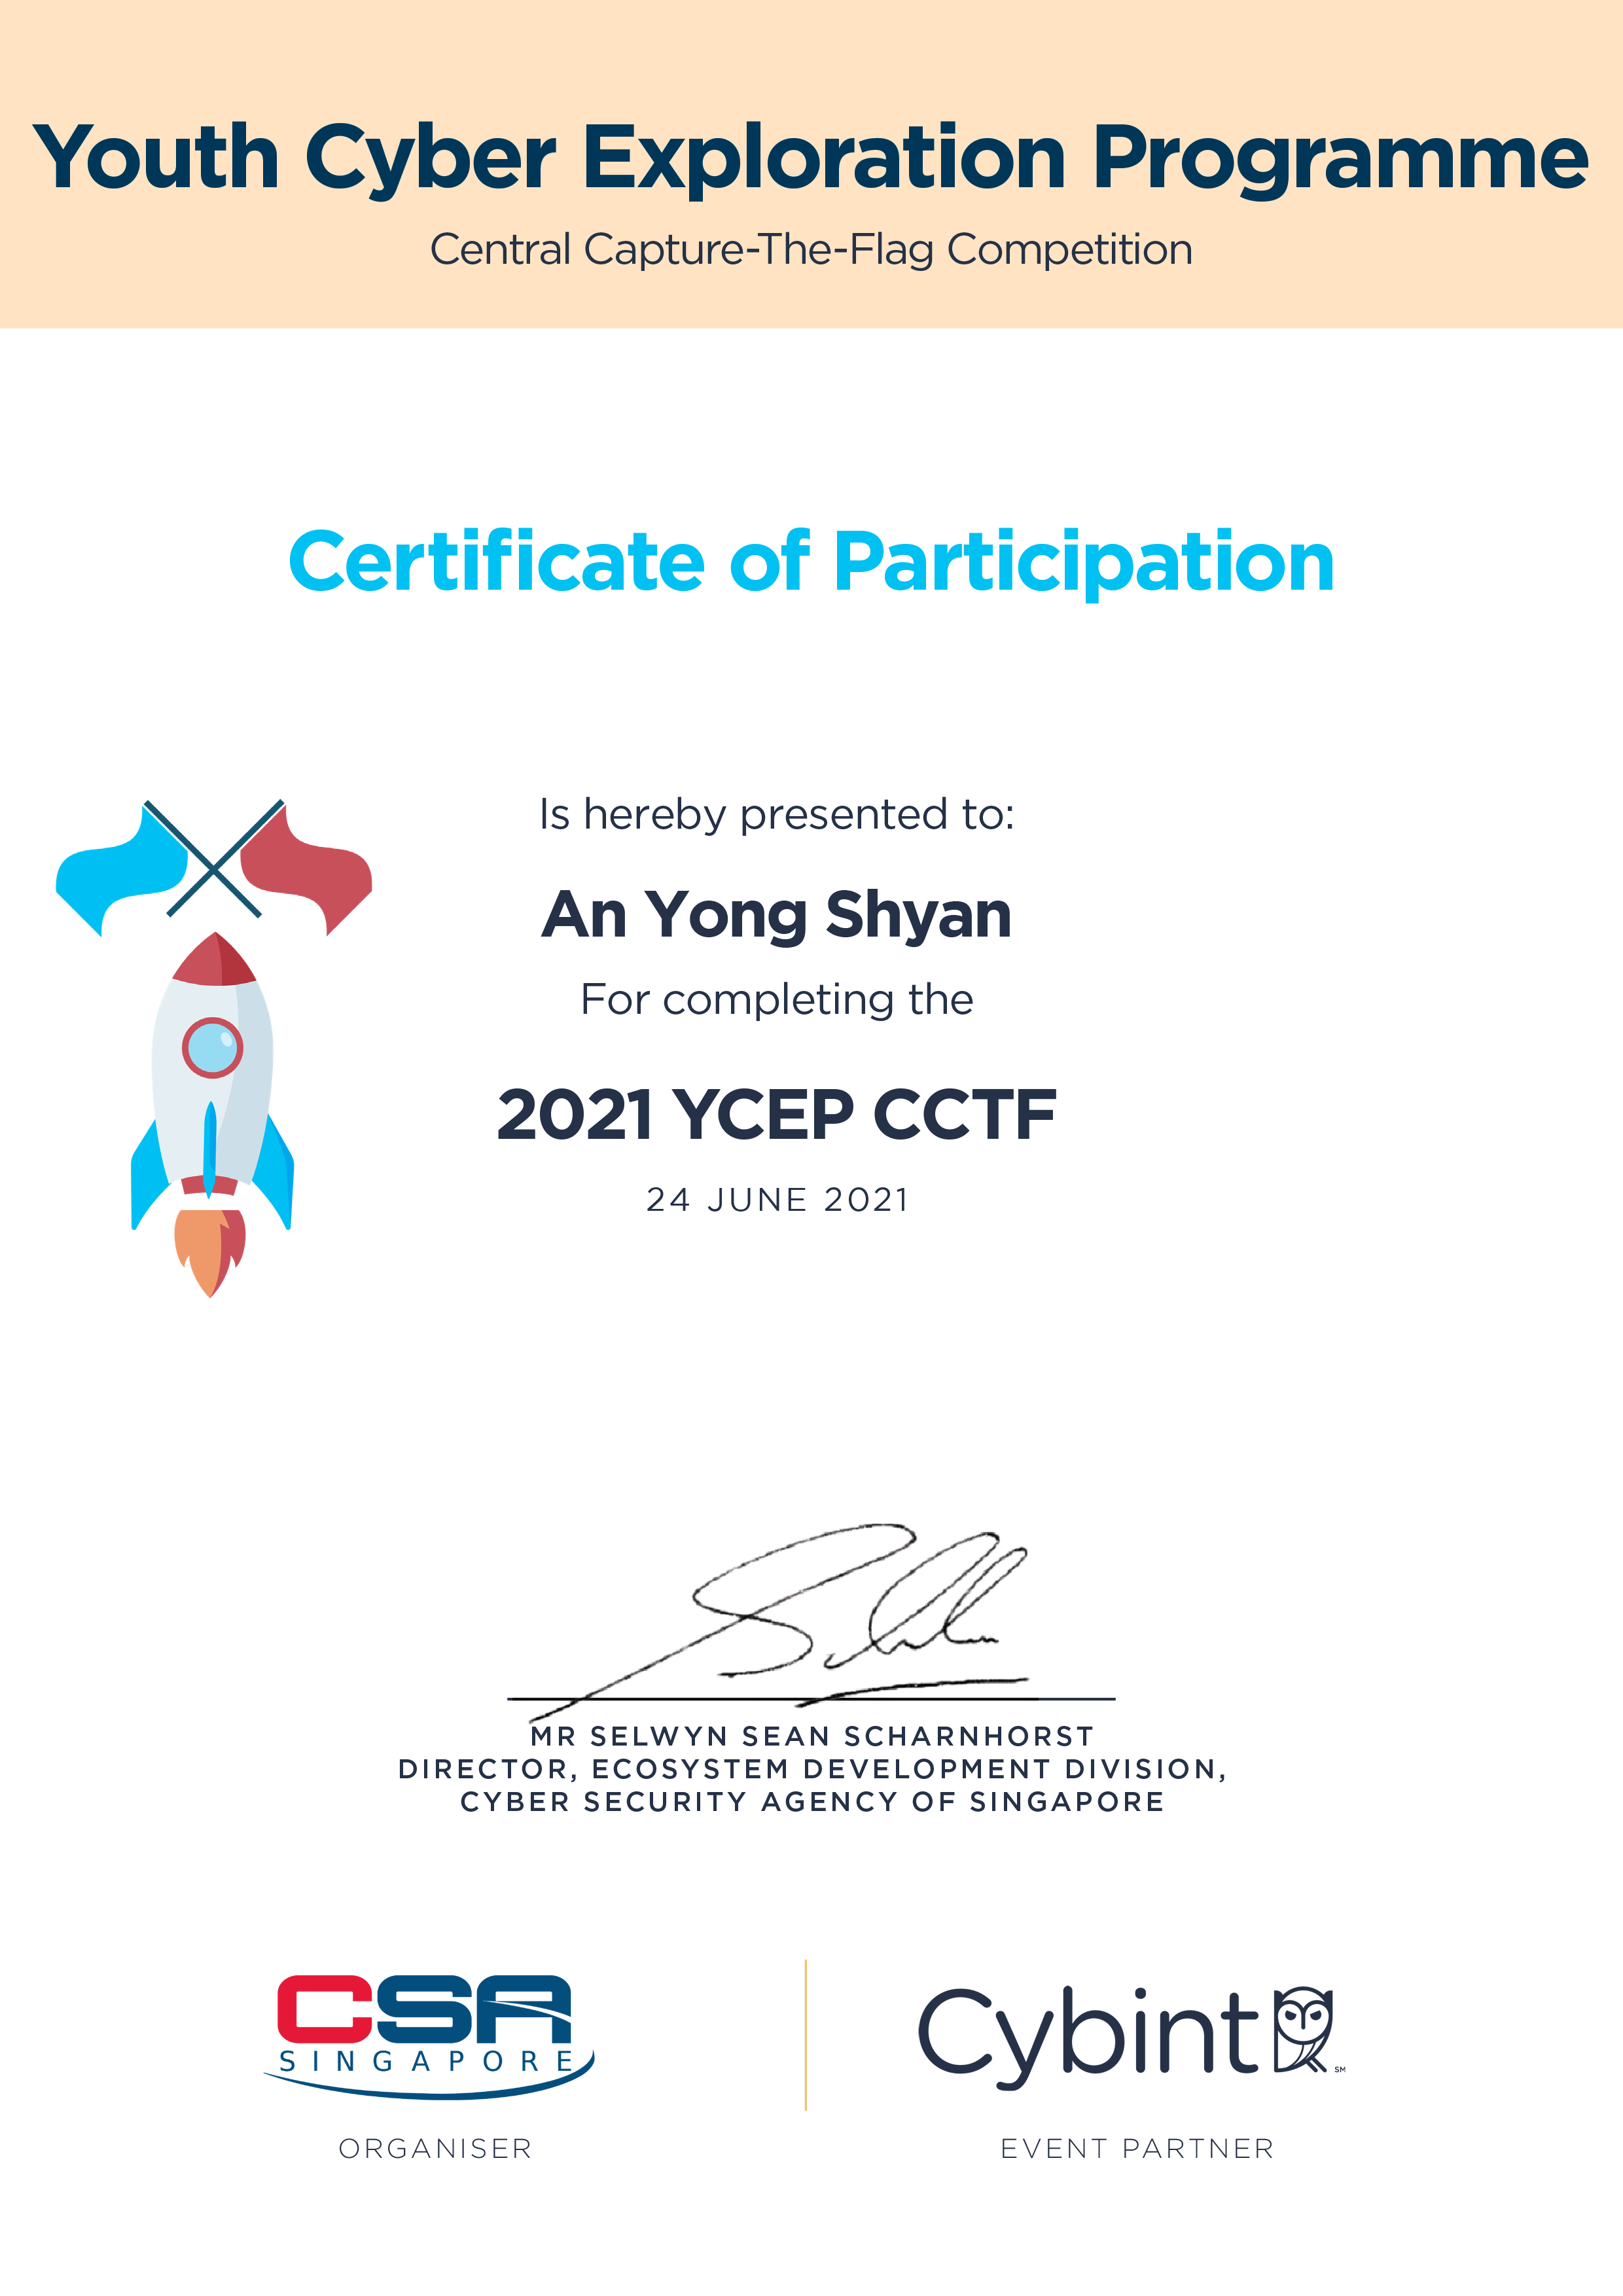 Youth Cyber Exploration Programme
Central Capture-The-Flag Competition
Certificate of Participation
Is hereby presented to:
An Yong Shyan
For completing the
2021 YCEP CCTF
24 JUNE 2021
MR SELWYN SEAN SCHARNHORST
DIRECTOR, ECOSYSTEM DEVELOPMENT DIVISION,
CYBER SECURITY AGENCY OF SINGAPORE
CSA
SINGAPORE
ORGANISER
Cybint SM
EVENT PARTNER